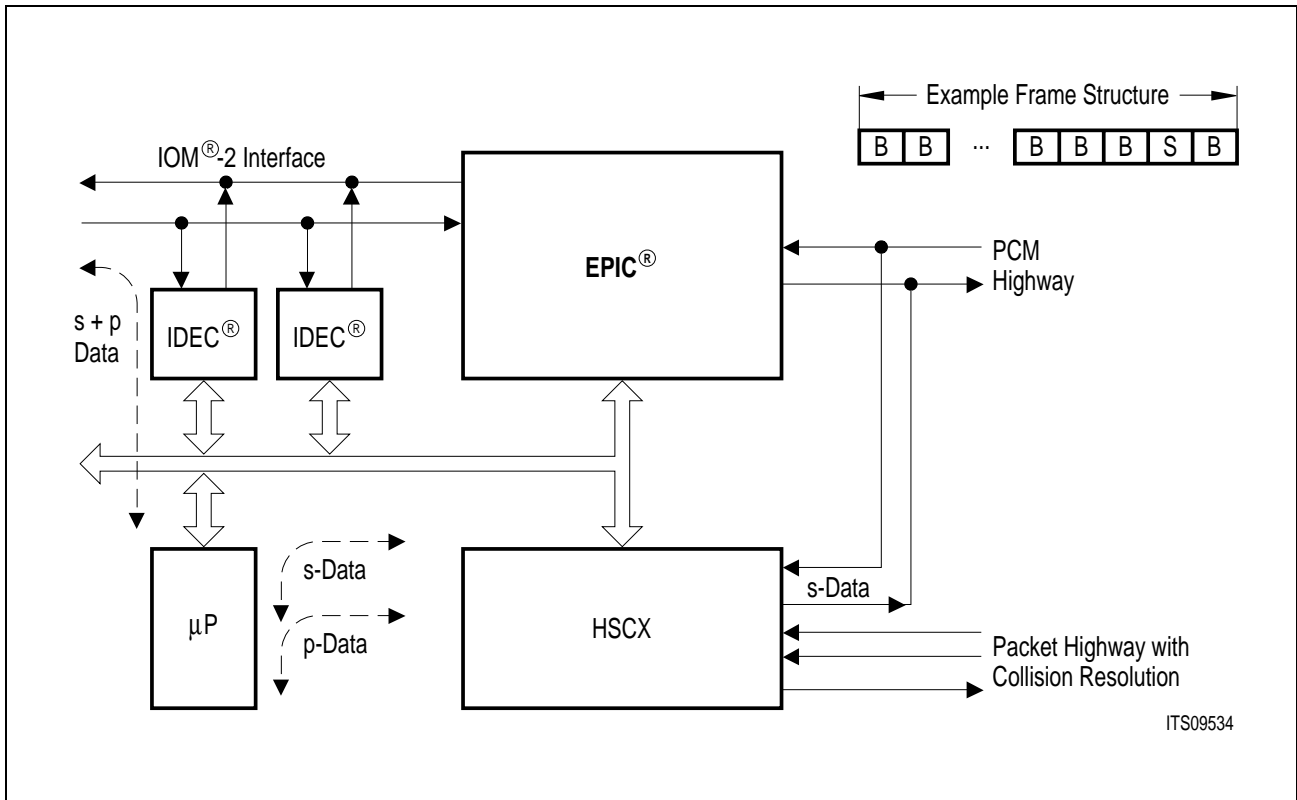 Example Frame Structure
B B ... B B B S B
IOM®-2 Interface
EPIC®
PCM
Highway
s + p
Data
IDEC®
IDEC®
s-Data
p-Data
µP
HSCX
s-Data
Packet Highway with
Collision Resolution
ITS09534